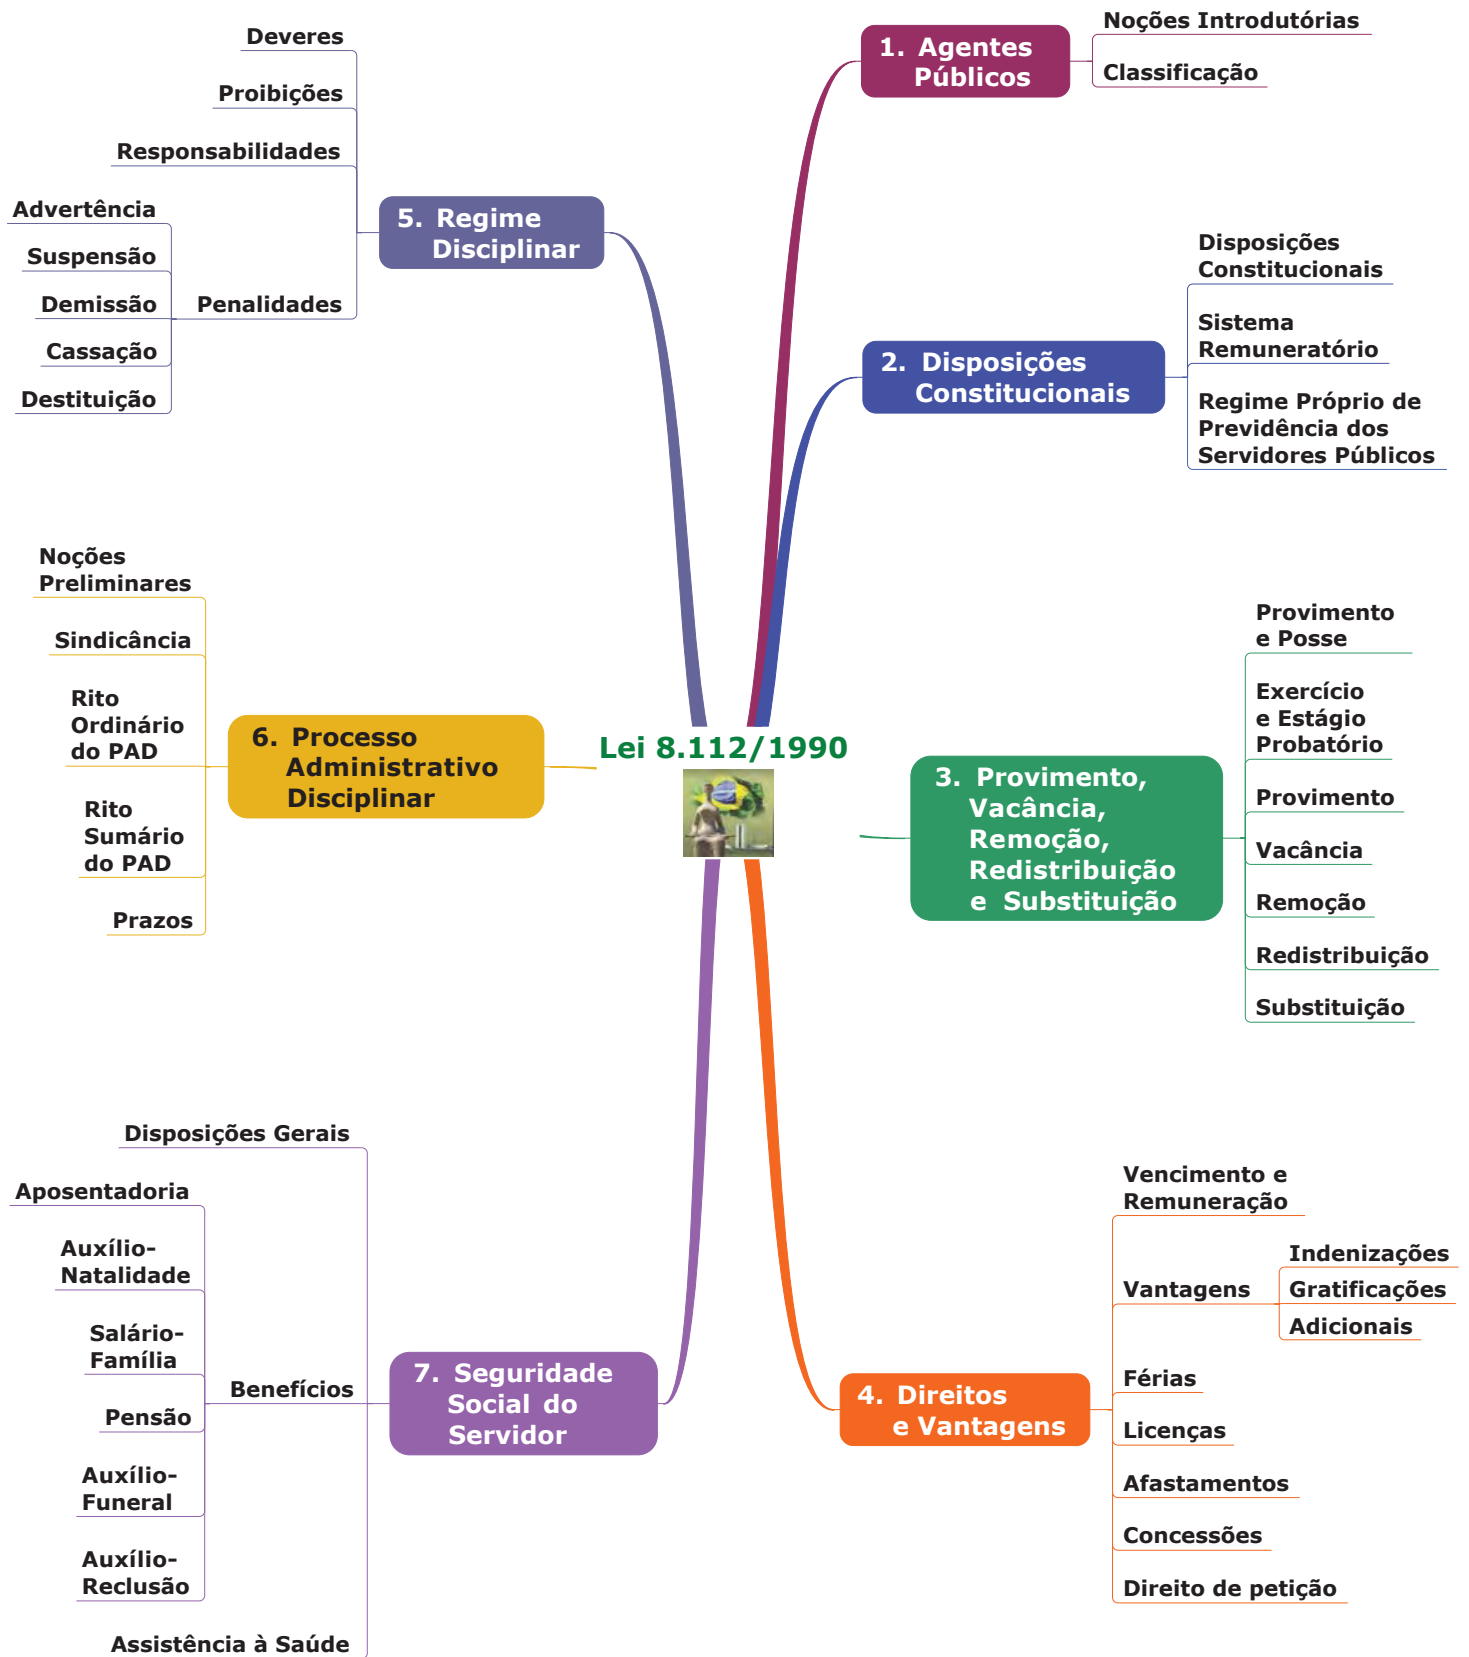 Lei 8.112/1990
1. Agentes
Públicos
Noções Introdutórias
Classificação
2. Disposições
Constitucionais
Disposições
Constitucionais
Sistema
Remuneratório
Regime Próprio de
Previdência dos
Servidores Públicos
3. Provimento,
Vacância,
Remoção,
Redistribuição
e Substituição
Provimento
e Posse
Exercício
e Estágio
Probatório
Provimento
Vacância
Remoção
Redistribuição
Substituição
4. Direitos
e Vantagens
Vencimento e
Remuneração
Vantagens
Indenizações
Gratificações
Adicionais
Férias
Licenças
Afastamentos
Concessões
Direito de petição
5. Regime
Disciplinar
Deveres
Proibições
Responsabilidades
Penalidades
Advertência
Suspensão
Demissão
Cassação
Destituição
6. Processo
Administrativo
Disciplinar
Noções
Preliminares
Sindicância
Rito
Ordinário
do PAD
Rito
Sumário
do PAD
Prazos
7. Seguridade
Social do
Servidor
Disposições Gerais
Benefícios
Aposentadoria
Auxílio-
Natalidade
Salário-
Família
Pensão
Auxílio-
Funeral
Auxílio-
Reclusão
Assistência à Saúde